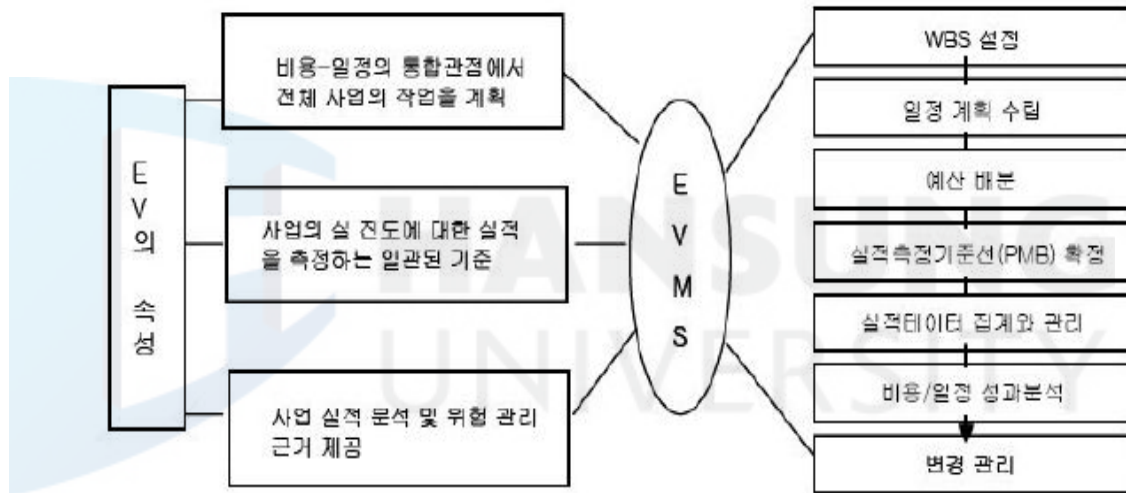 EV의 속성
비용-일정의 통합관점에서
전체 사업의 작업을 계획
사업의 실 진도에 대한 실적
을 측정하는 일관된 기준
사업 실적 분석 및 위험 관리
근거 제공
EVMS
WBS 설정
일정 계획 수립
예산 배분
실적측정기준선(PMB) 확정
실적데이터 집계와 관리
비용/일정 성과분석
변경 관리
HANSUNG
UNIVERSITY